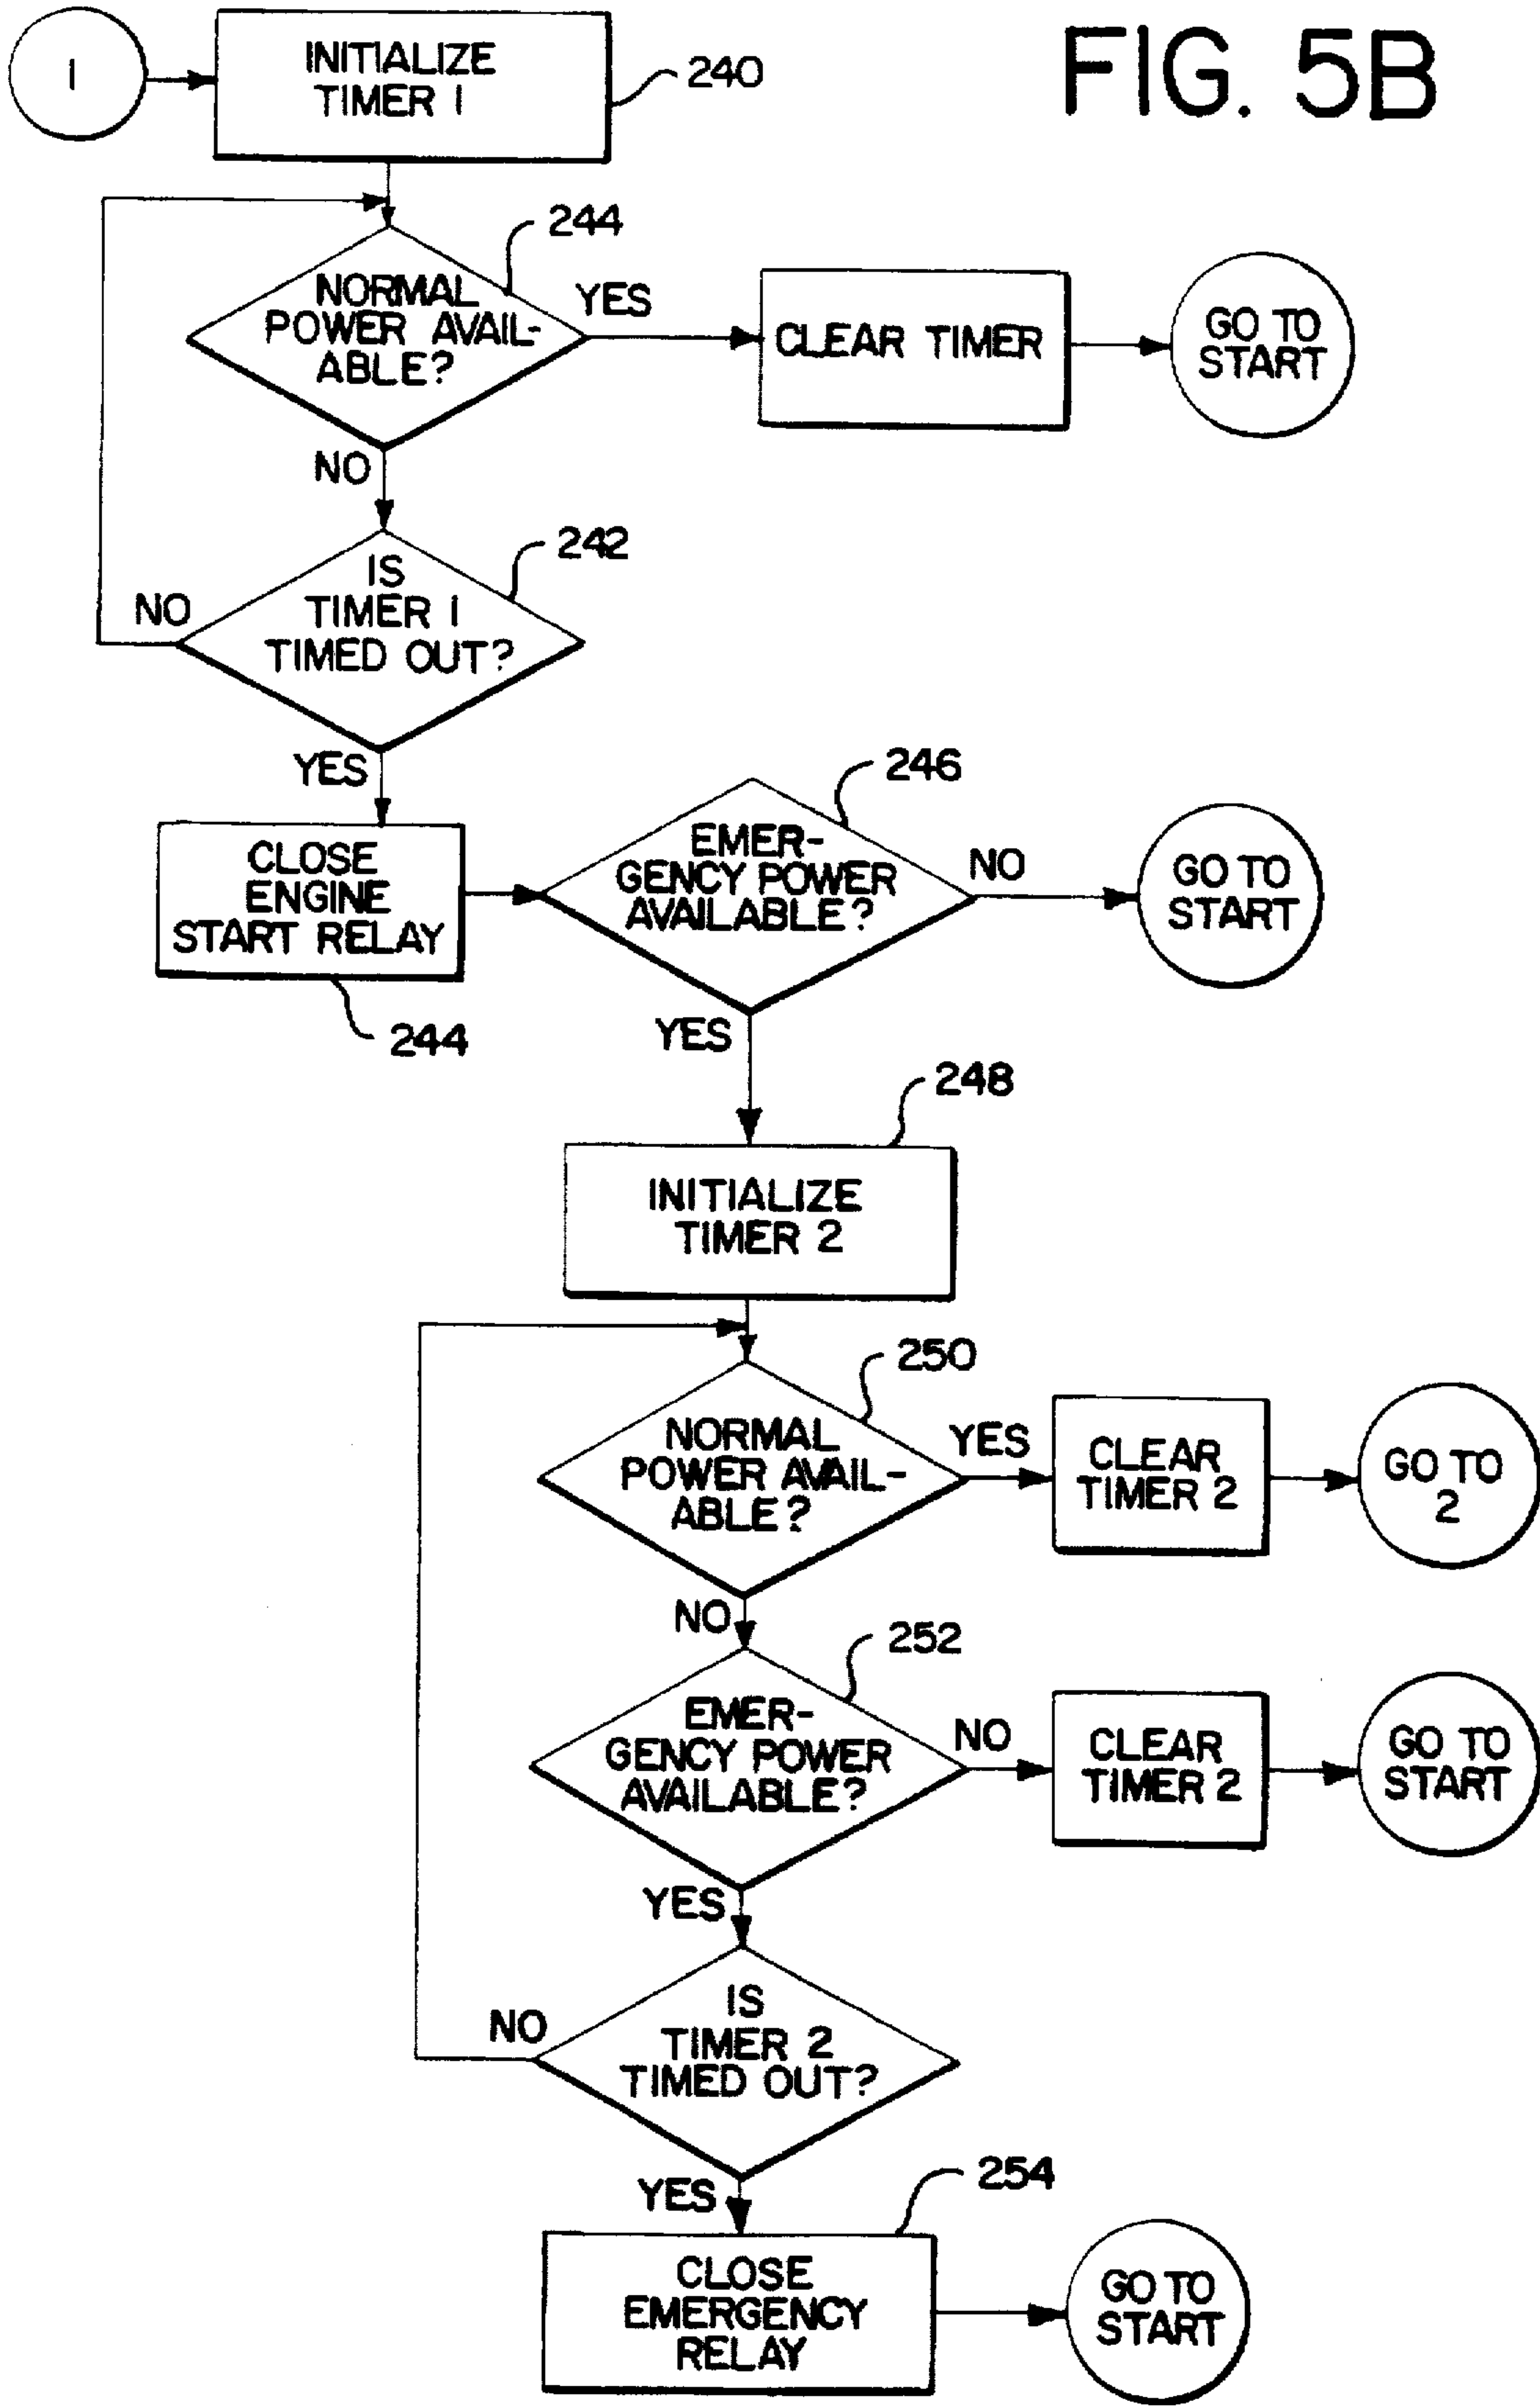 FIG. 5B
1
INITIALIZE
TIMER 1
240
244
NORMAL
POWER AVAIL-
ABLE?
YES
CLEAR TIMER
GO TO
START
NO
242
IS
TIMER 1
TIMED OUT?
NO
YES
CLOSE
ENGINE
START RELAY
244
246
EMER-
GENCY POWER
AVAILABLE?
NO
GO TO
START
YES
248
INITIALIZE
TIMER 2
250
NORMAL
POWER AVAIL-
ABLE?
YES
CLEAR
TIMER 2
GO TO
2
NO
252
EMER-
GENCY POWER
AVAILABLE?
NO
CLEAR
TIMER 2
GO TO
START
YES
IS
TIMER 2
TIMED OUT?
NO
YES
254
CLOSE
EMERGENCY
RELAY
GO TO
START